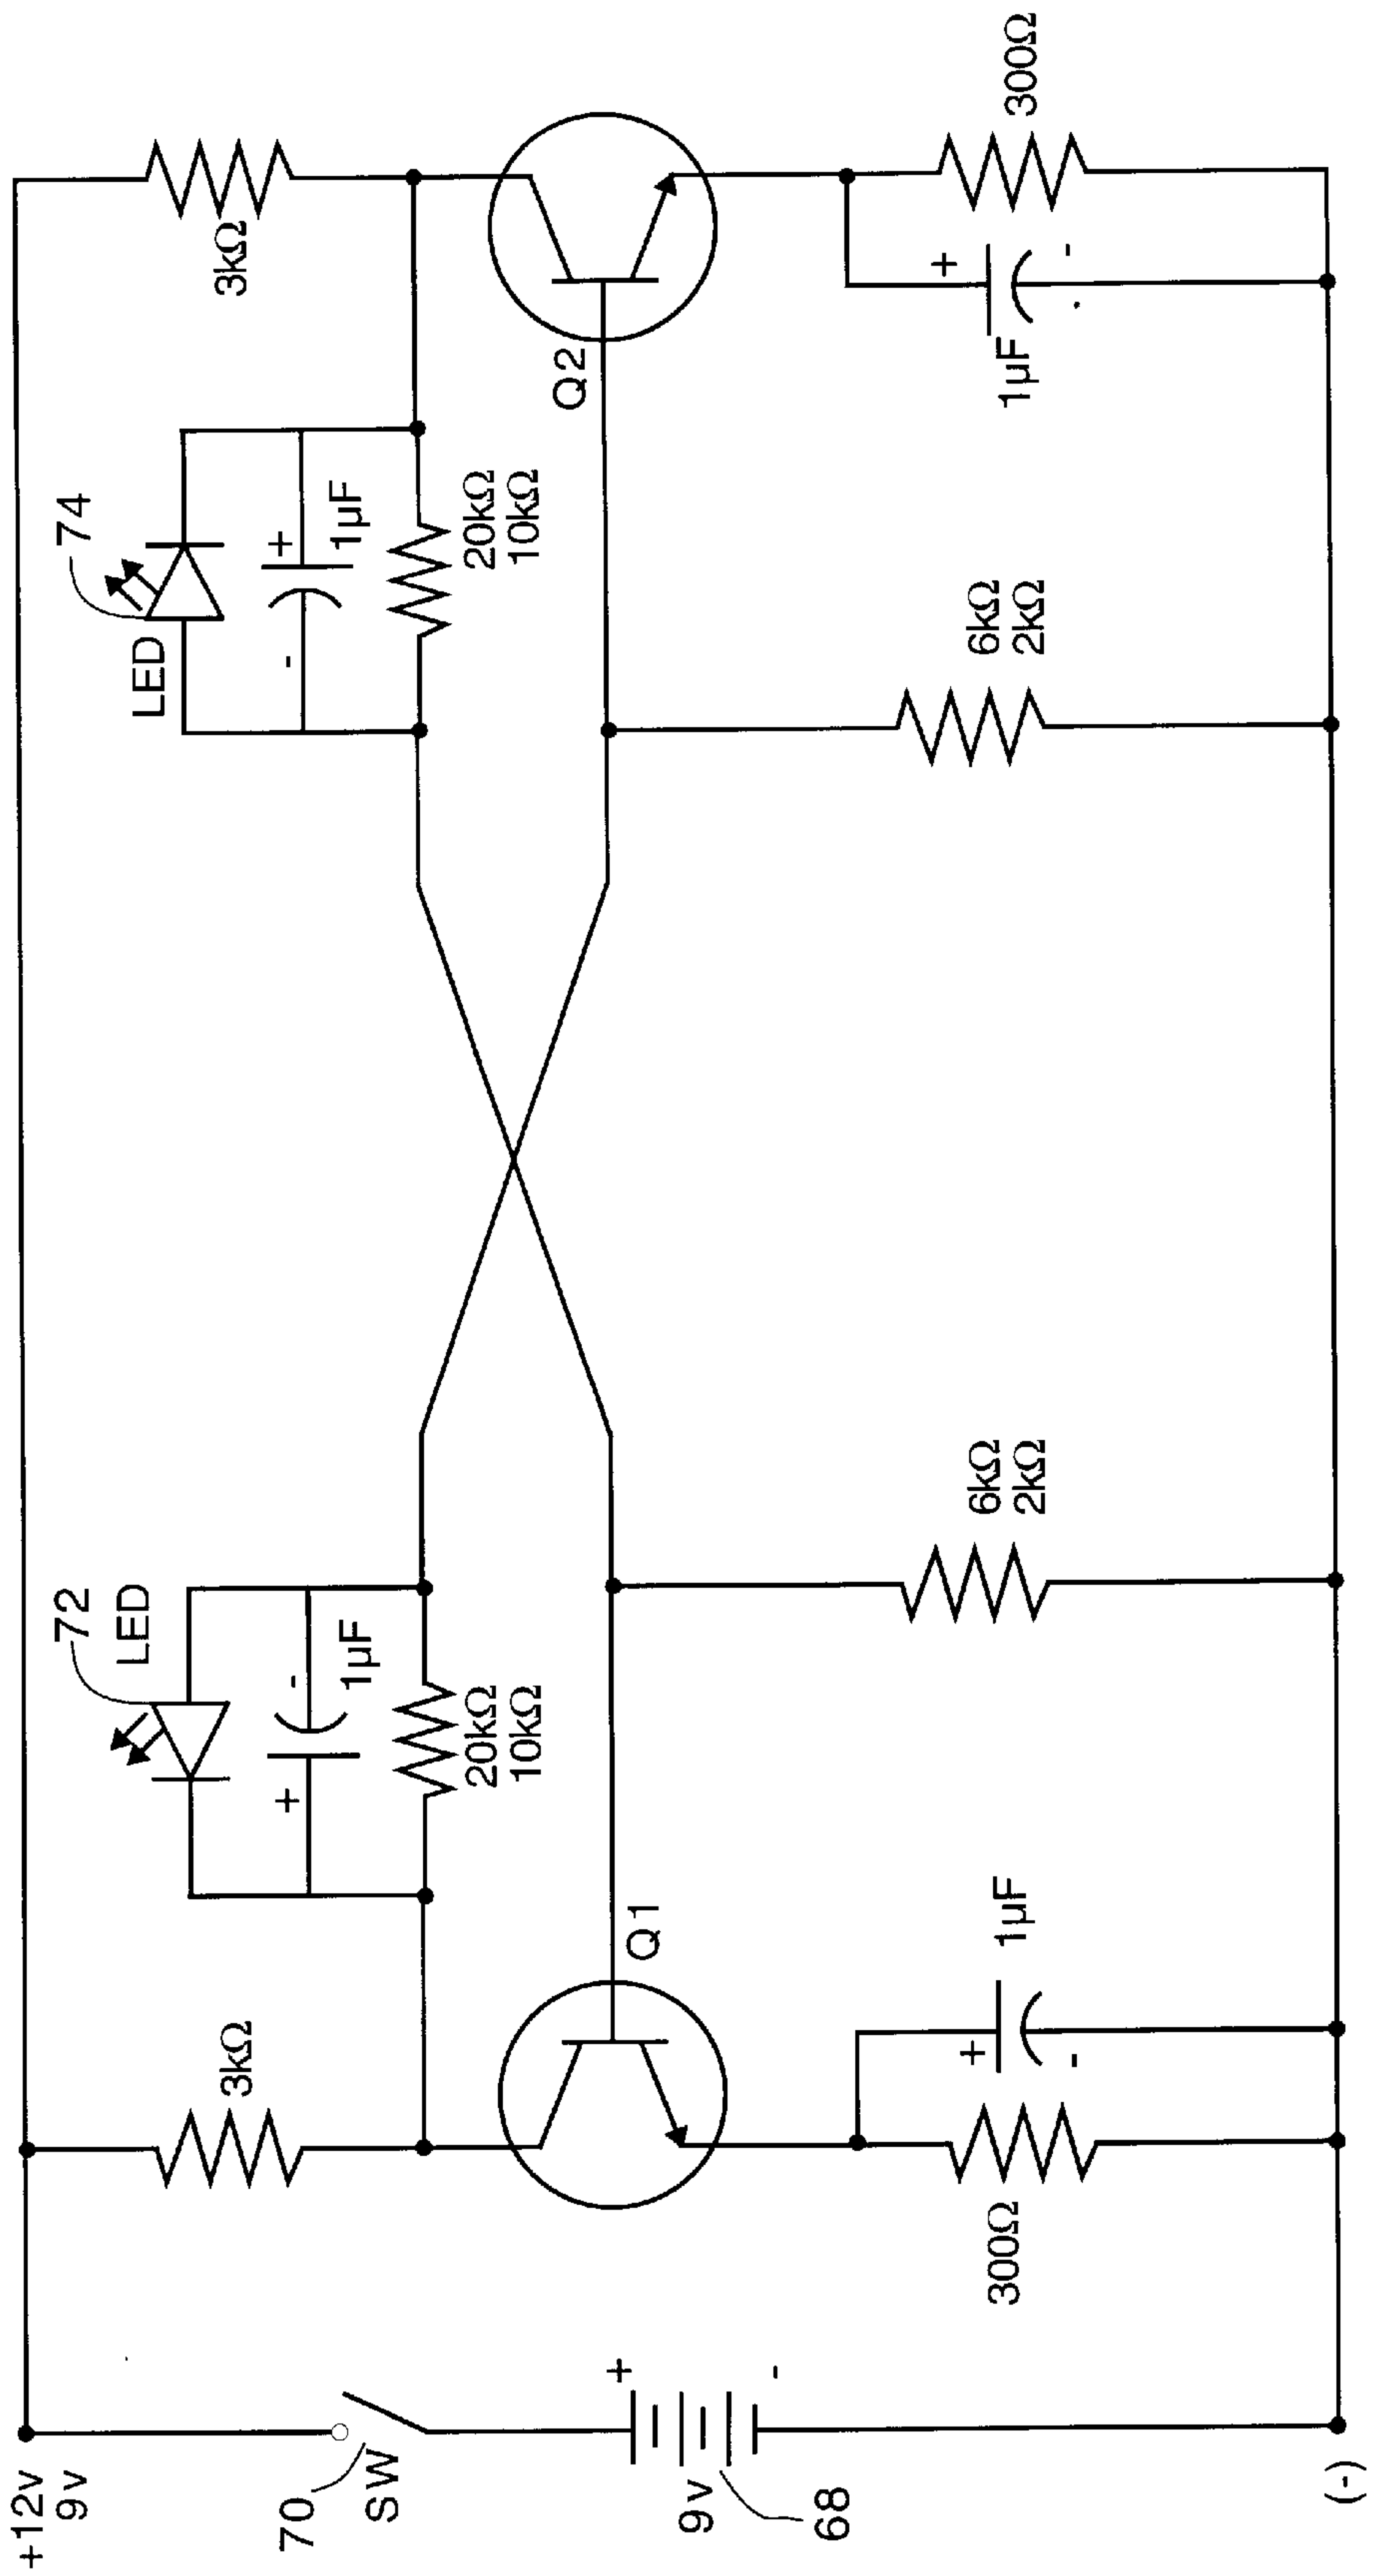 +12v
9v
70
SW
9v
+
-
68
(-)
3kΩ
72
LED
+
-
1µF
20kΩ
10kΩ
Q1
300Ω
+
-
1µF
6kΩ
2kΩ
74
LED
-
+
1µF
20kΩ
10kΩ
6kΩ
2kΩ
3kΩ
Q2
+
-
1µF
300Ω